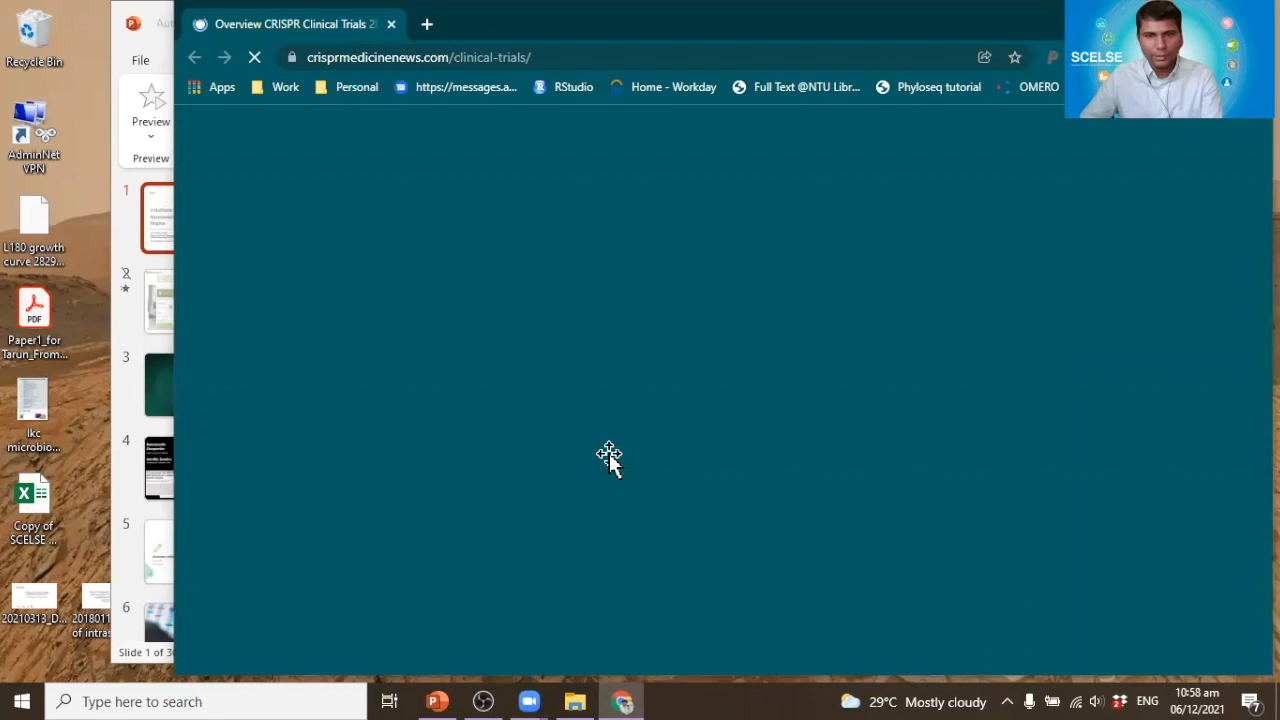 Recycle Bin
AdminNet
VPN
L180 growth
curve 2829...
PDF
Paper1_for
Tarun_From...
lkc
microbio...
Copy of
SCELSE ...
20210313_D...
2018011
of intras
File
Preview
Preview
1
2
3
4
5
6
Slide 1 of 3
Overview CRISPR Clinical Trials 2
crisprmedicinenews.com/clinical-trials/
Apps
Work
Personal
https://messages.a...
RStudio
Home - Workday
Full Text @NTU Libr...
Phyloseq tutorial
OMERO
SCELSE
Type here to search
29°C Mostly cloudy
ENG
10:58 am
06/12/2021
7